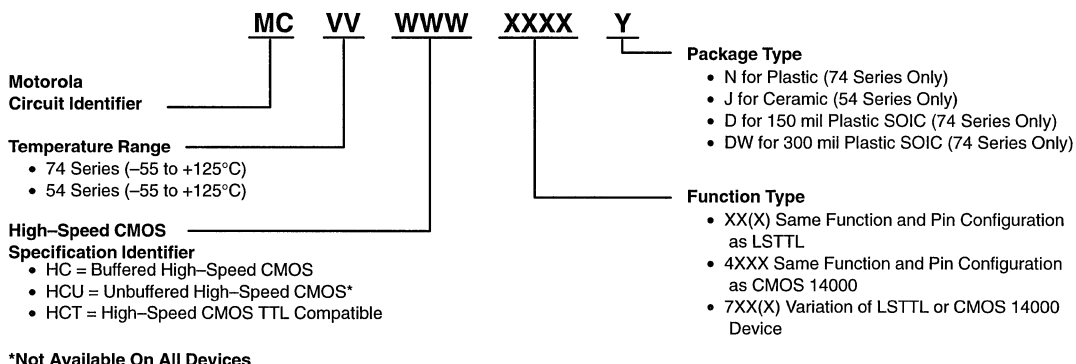 MC VV WWW XXXX Y
Motorola
Circuit Identifier
Temperature Range
• 74 Series (–55 to +125°C)
• 54 Series (–55 to +125°C)
High–Speed CMOS
Specification Identifier
• HC = Buffered High–Speed CMOS
• HCU = Unbuffered High–Speed CMOS*
• HCT = High–Speed CMOS TTL Compatible
*Not Available On All Devices
Package Type
• N for Plastic (74 Series Only)
• J for Ceramic (54 Series Only)
• D for 150 mil Plastic SOIC (74 Series Only)
• DW for 300 mil Plastic SOIC (74 Series Only)
Function Type
• XX(X) Same Function and Pin Configuration
as LSTTL
• 4XXX Same Function and Pin Configuration
as CMOS 14000
• 7XX(X) Variation of LSTTL or CMOS 14000
Device